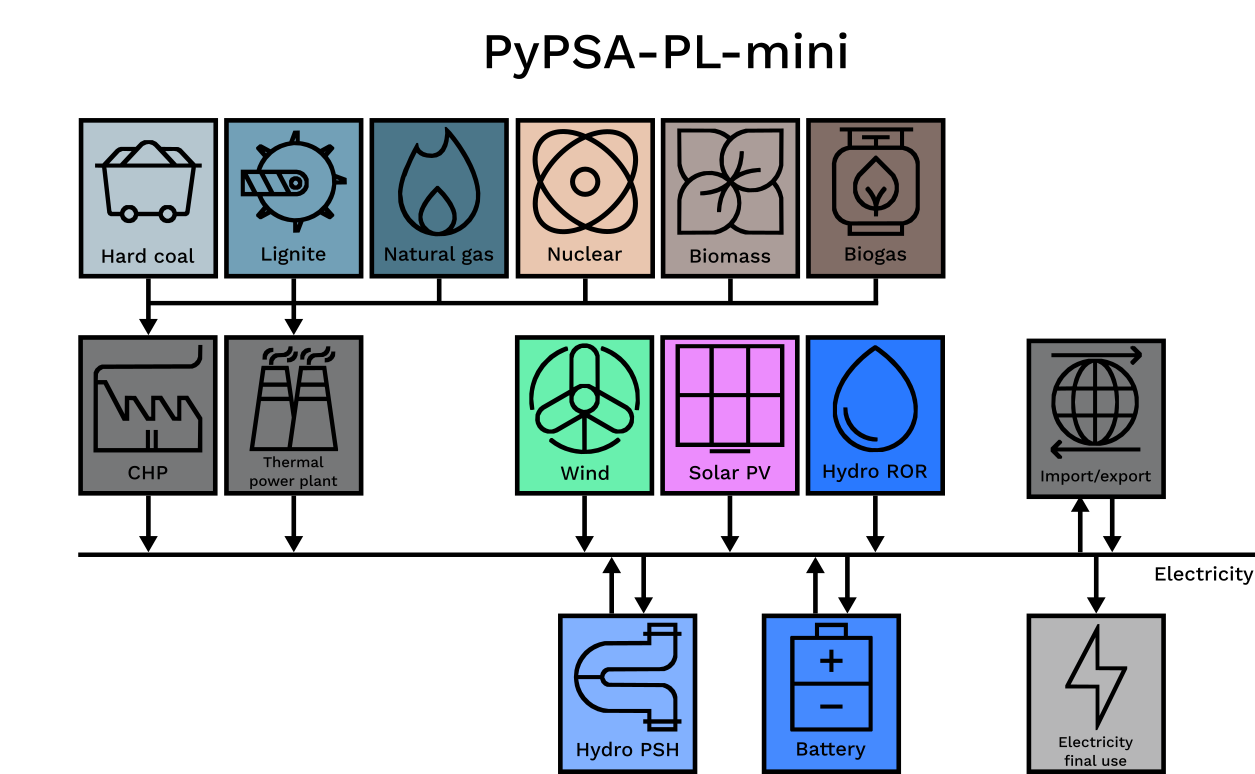 PyPSA-PL-mini
Hard coal
Lignite
Natural gas
Nuclear
Biomass
Biogas
CHP
Thermal
power plant
Wind
Solar PV
Hydro ROR
Import/export
Electricity
Hydro PSH
+
−
Battery
Electricity
final use